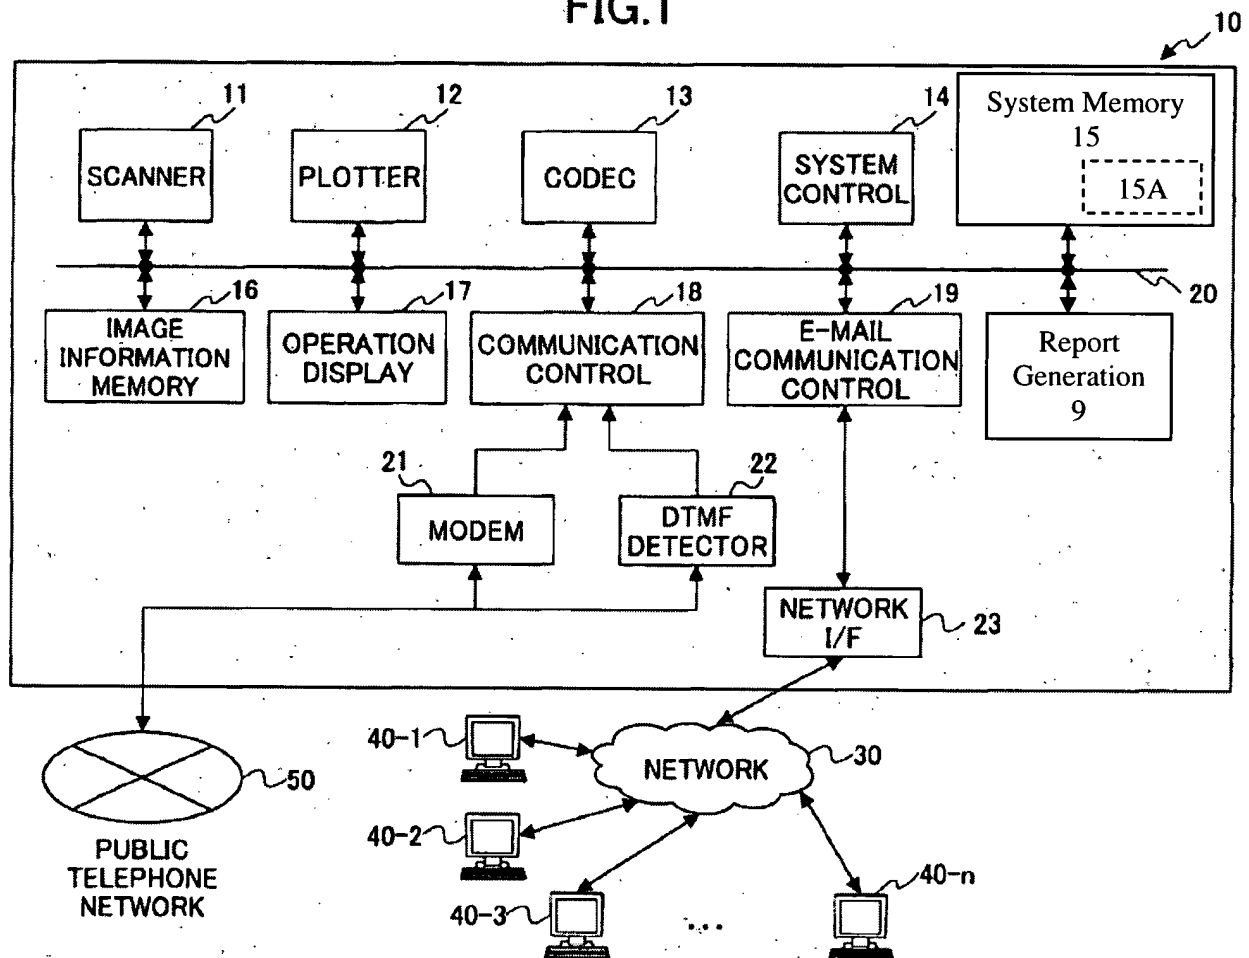 FIG.1
10
11
12
13
14
SCANNER
PLOTTER
CODEC
SYSTEM
CONTROL
System Memory
15
15A
16
17
18
19
20
IMAGE
INFORMATION
MEMORY
OPERATION
DISPLAY
COMMUNICATION
CONTROL
E-MAIL
COMMUNICATION
CONTROL
Report
Generation
9
21
22
MODEM
DTMF
DETECTOR
NETWORK
I/F
23
40-1
NETWORK
30
50
40-2
PUBLIC
TELEPHONE
NETWORK
40-3
...
40-n